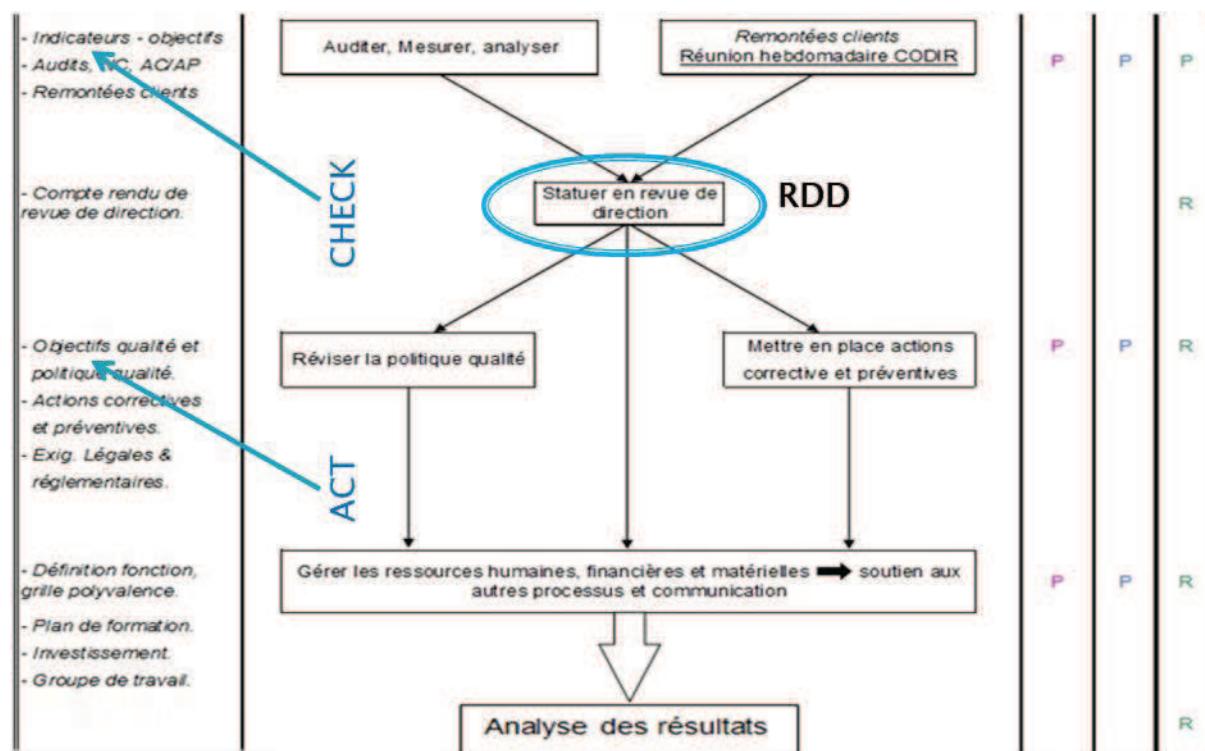 - Indicateurs - objectifs
- Audits, NC, AC/AP
- Remontées clients
Auditer, Mesurer, analyser
Remontées clients
Réunion hebdomadaire CODIR
P P P
CHECK
- Compte rendu de
revue de direction.
Statuer en revue de
direction
RDD
R
- Objectifs qualité et
politique qualité.
- Actions correctives
et préventives.
- Exig. Légales &
réglementaires.
Réviser la politique qualité
Mettre en place actions
corrective et préventives
P P R
ACT
- Définition fonction,
grille polyvalence.
- Plan de formation.
- Investissement.
- Groupe de travail.
Gérer les ressources humaines, financières et matérielles ➡ soutien aux
autres processus et communication
P P R
Analyse des résultats
R